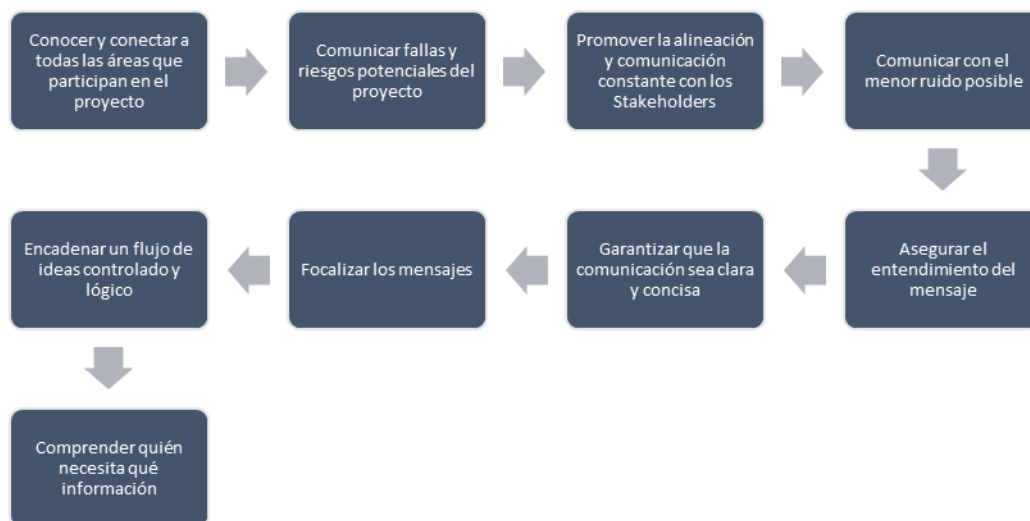 Conocer y conectar a
todas las áreas que
participan en el
proyecto
Comunicar fallas y
riesgos potenciales del
proyecto
Promover la alineación
y comunicación
constante con los
Stakeholders
Comunicar con el
menor ruido posible
Asegurar el
entendimiento del
mensaje
Garantizar que la
comunicación sea clara
y concisa
Focalizar los mensajes
Encadenar un flujo de
ideas controlado y
lógico
Comprender quién
necesita qué
información